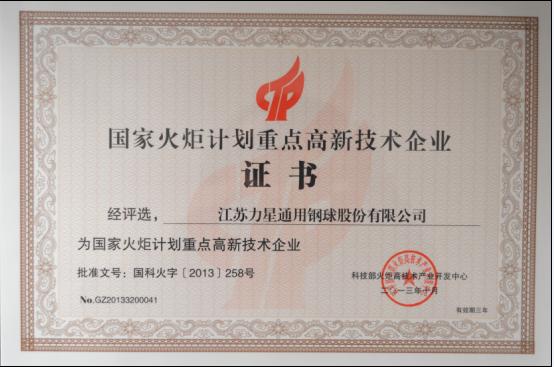 国家火炬计划重点高新技术企业
证书
经评选， 江苏力星通用钢球股份有限公司
为国家火炬计划重点高新技术企业
批准文号：国科火字〔2013〕258号
科技部火炬高技术产业开发中心
二〇一三年十月
No.GZ20133200041
有效期三年